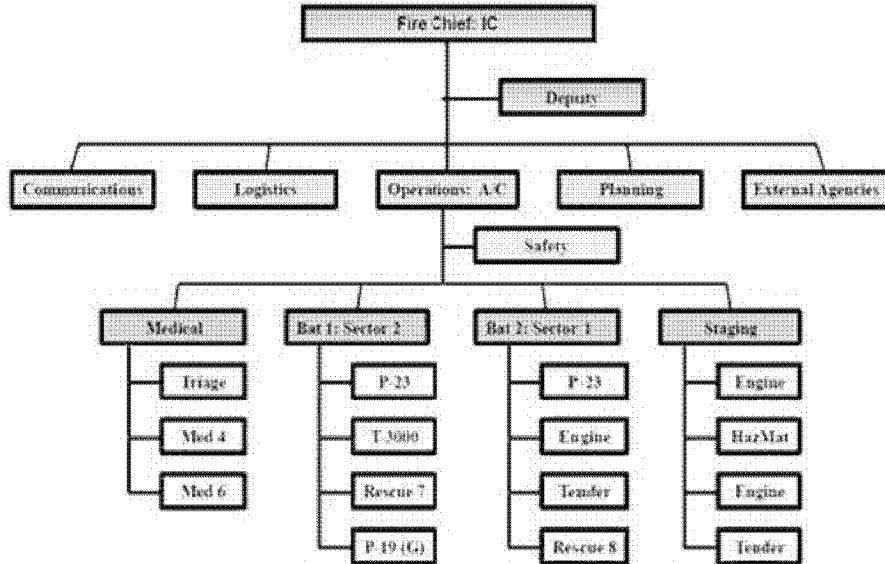 Fire Chief: IC
Deputy
Communications
Logistics
Operations: A/C
Planning
External Agencies
Safety
Medical
Bat 1: Sector 2
Bat 2: Sector 1
Staging
Triage
P-23
P-23
Engine
Med 4
T-3000
Engine
HazMat
Med 6
Rescue 7
Tender
Engine
P-19 (G)
Rescue 8
Tender